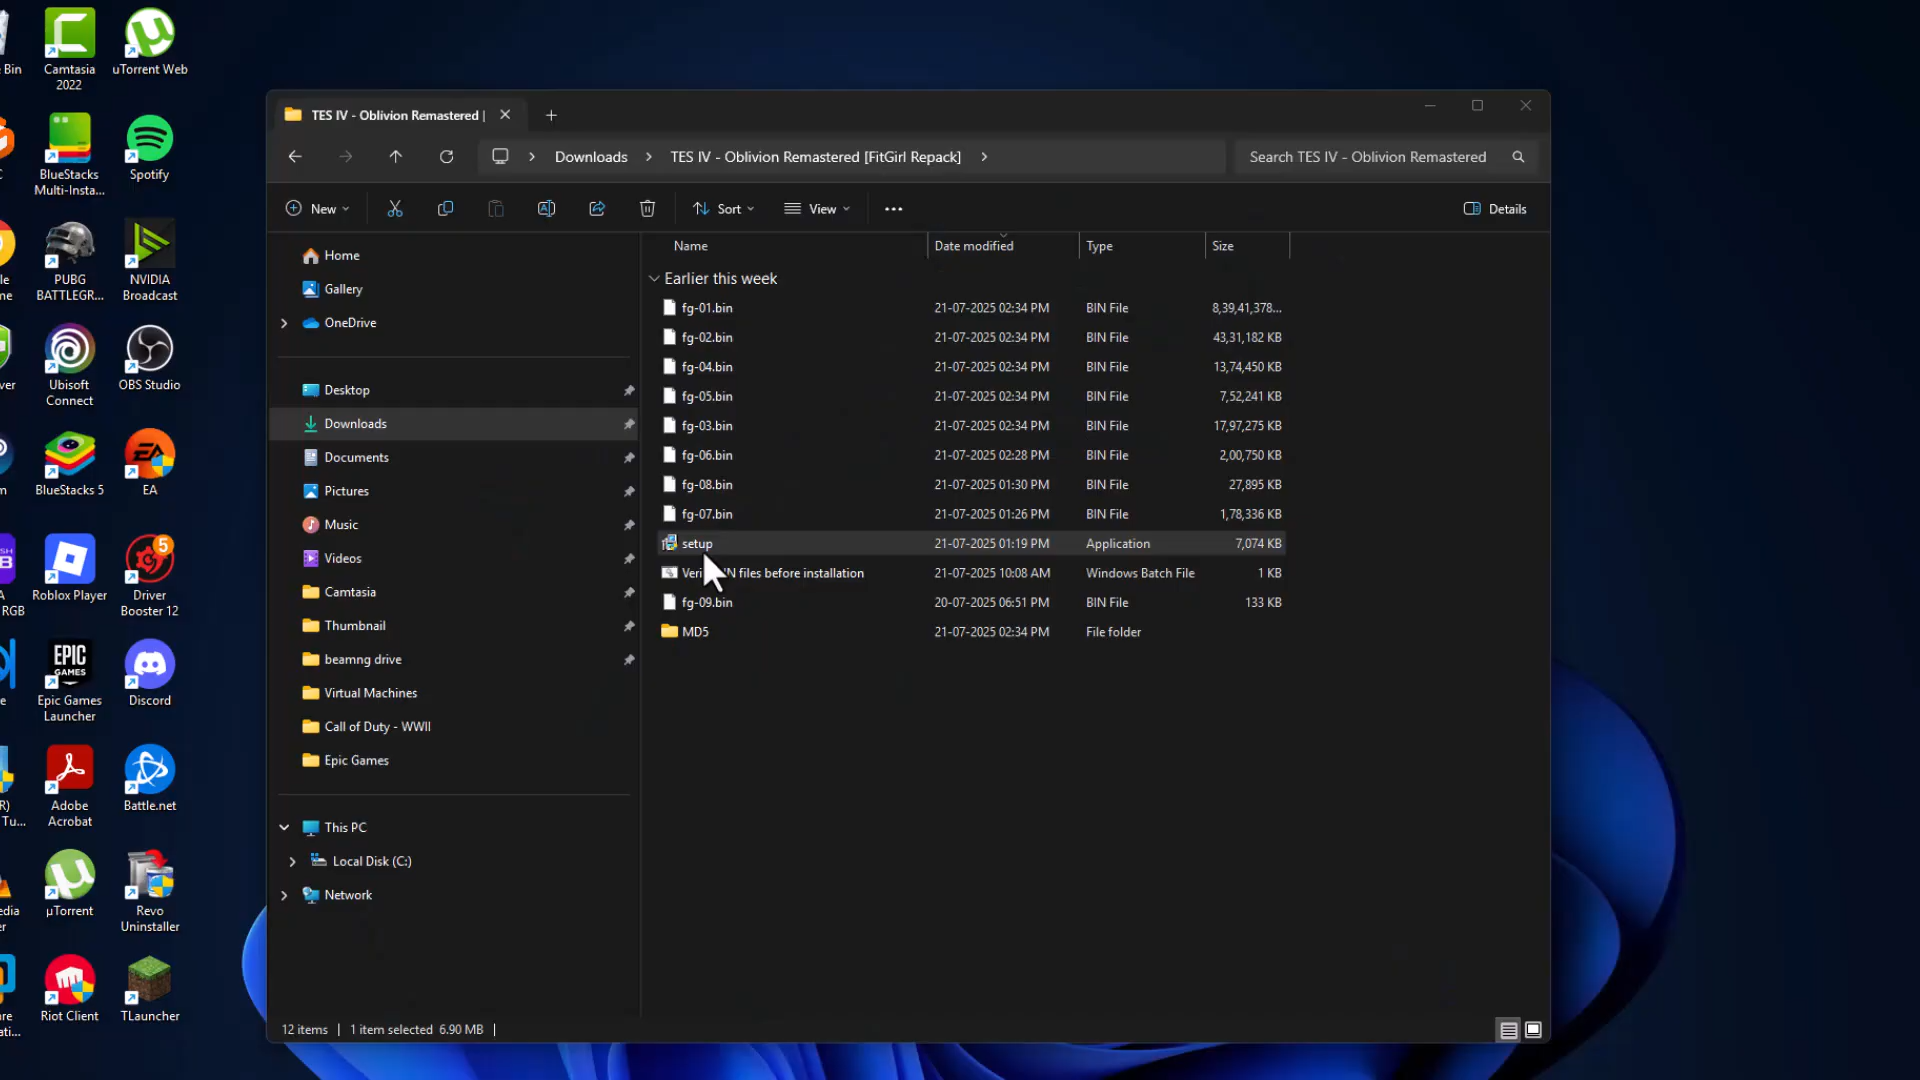 Bin
Camtasia
2022
uTorrent Web
BlueStacks
Multi-Insta...
Spotify
PUBG
BATTLEGR...
NVIDIA
Broadcast
Ubisoft
Connect
OBS Studio
BlueStacks 5
EA
RGB
Roblox Player
5
Driver
Booster 12
EPIC
GAMES
Epic Games
Launcher
Discord
Tu...
Adobe
Acrobat
Battle.net
µTorrent
Revo
Uninstaller
Riot Client
TLauncher
TES IV - Oblivion Remastered |
Downloads
TES IV - Oblivion Remastered [FitGirl Repack]
Search TES IV - Oblivion Remastered
New
Sort
View
Details
Home
Gallery
OneDrive
Desktop
Downloads
Documents
Pictures
Music
Videos
Camtasia
Thumbnail
beamng drive
Virtual Machines
Call of Duty - WWII
Epic Games
This PC
Local Disk (C:)
Network
Name Date modified Type Size
Earlier this week
fg-01.bin 21-07-2025 02:34 PM BIN File 8,39,41,378...
fg-02.bin 21-07-2025 02:34 PM BIN File 43,31,182 KB
fg-04.bin 21-07-2025 02:34 PM BIN File 13,74,450 KB
fg-05.bin 21-07-2025 02:34 PM BIN File 7,52,241 KB
fg-03.bin 21-07-2025 02:34 PM BIN File 17,97,275 KB
fg-06.bin 21-07-2025 02:28 PM BIN File 2,00,750 KB
fg-08.bin 21-07-2025 01:30 PM BIN File 27,895 KB
fg-07.bin 21-07-2025 01:26 PM BIN File 1,78,336 KB
setup 21-07-2025 01:19 PM Application 7,074 KB
files before installation 21-07-2025 10:08 AM Windows Batch File 1 KB
fg-09.bin 20-07-2025 06:51 PM BIN File 133 KB
MD5 21-07-2025 02:34 PM File folder
12 items | 1 item selected 6.90 MB |